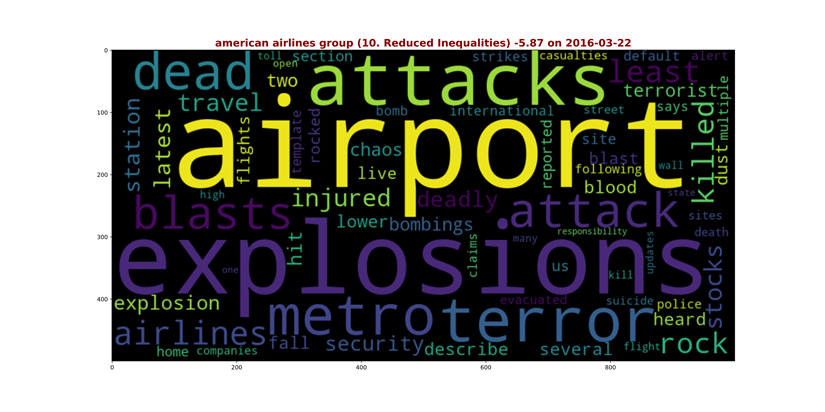 american airlines group (10. Reduced Inequalities) -5.87 on 2016-03-22
0
100
200
300
400
0 200 400 600 800
toll section strikes casualties default alert
open
dead attacks least
two
travel terrorist
station latest flights template rocked bomb international street says multiple
airport
chaos reported site killed dust
live blast following wall
injured deadly blood
high state
blasts attack
lower bombings sites
hit claims many responsibility updates death
explosions
one us kill stocks
explosion evacuated suicide police
airlines metro terror heard
fall security describe several flight rock
home companies